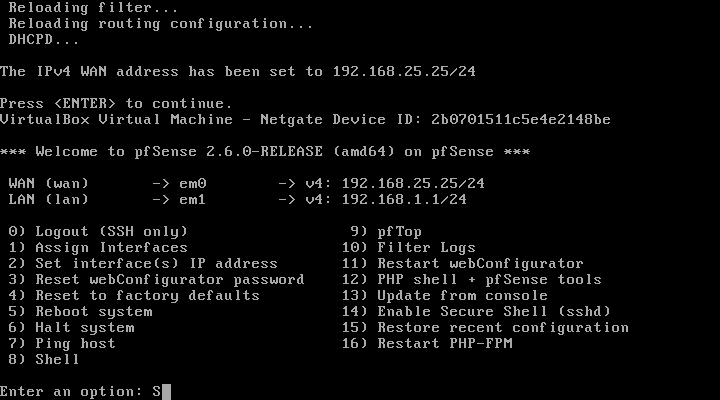 Reloading filter...
Reloading routing configuration...
DHCPD...
The IPv4 WAN address has been set to 192.168.25.25/24
Press <ENTER> to continue.
VirtualBox Virtual Machine - Netgate Device ID: 2b0701511c5e4e2148be
*** Welcome to pfSense 2.6.0-RELEASE (amd64) on pfSense ***
WAN (wan) -> em0 -> v4: 192.168.25.25/24
LAN (lan) -> em1 -> v4: 192.168.1.1/24
0) Logout (SSH only) 9) pfTop
1) Assign Interfaces 10) Filter Logs
2) Set interface(s) IP address 11) Restart webConfigurator
3) Reset webConfigurator password 12) PHP shell + pfSense tools
4) Reset to factory defaults 13) Update from console
5) Reboot system 14) Enable Secure Shell (sshd)
6) Halt system 15) Restore recent configuration
7) Ping host 16) Restart PHP-FPM
8) Shell
Enter an option: S